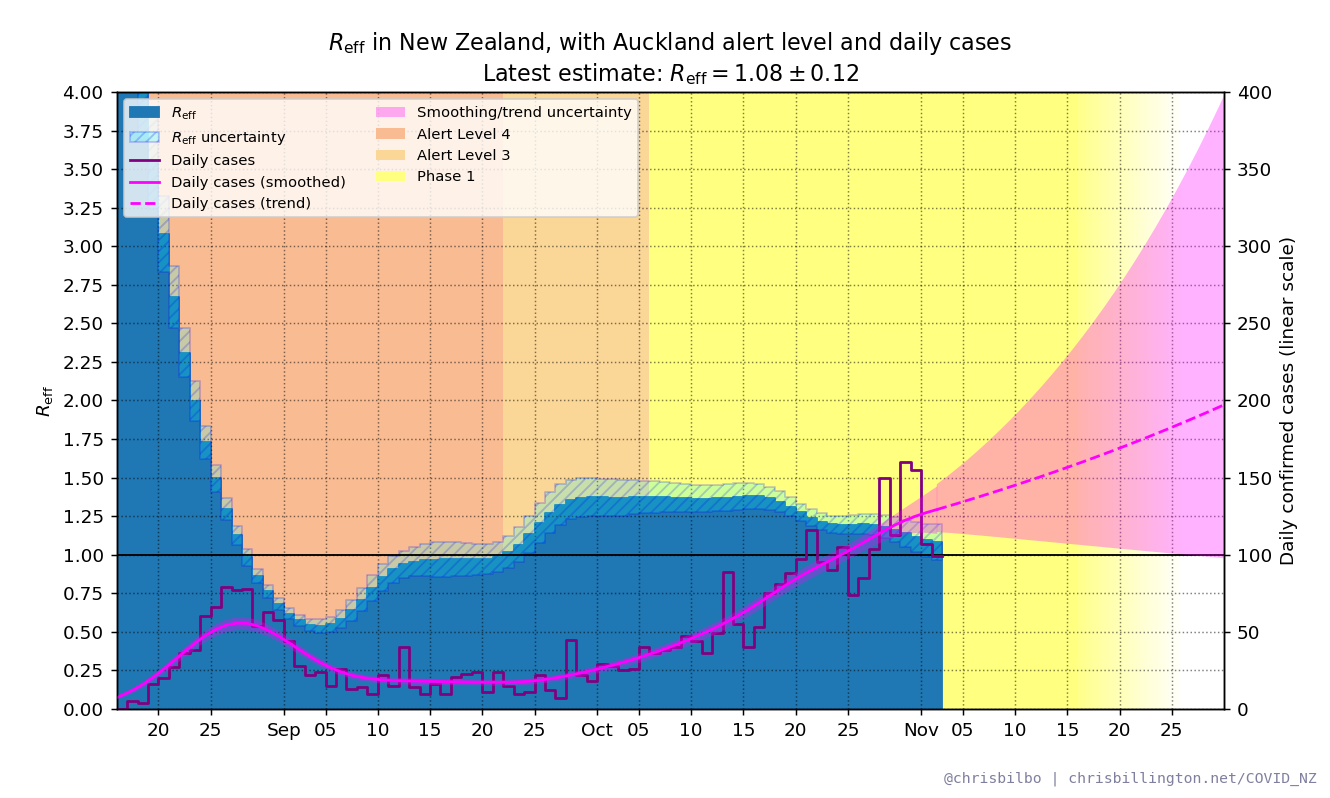 Reff in New Zealand, with Auckland alert level and daily cases
Latest estimate: Reff = 1.08 ± 0.12
Reff
Reff uncertainty
Daily cases
Daily cases (smoothed)
Daily cases (trend)
Smoothing/trend uncertainty
Alert Level 4
Alert Level 3
Phase 1
Reff
4.00
3.75
3.50
3.25
3.00
2.75
2.50
2.25
2.00
1.75
1.50
1.25
1.00
0.75
0.50
0.25
0.00
400
350
300
250
200
150
100
50
0
Daily confirmed cases (linear scale)
20 25 Sep 05 10 15 20 25 Oct 05 10 15 20 25 Nov 05 10 15 20 25
@chrisbilbo | chrisbillington.net/COVID_NZ